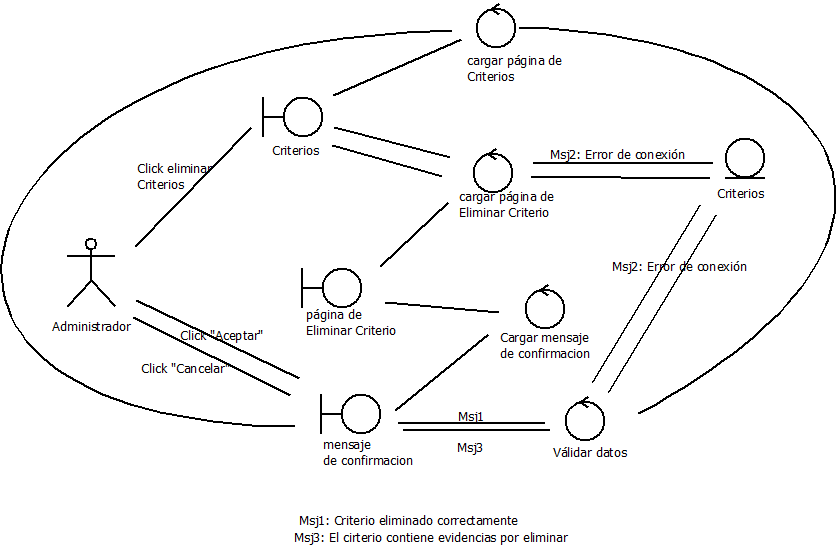 cargar página de
Criterios
Criterios
Click eliminar
Criterios
Msj2: Error de conexión
cargar página de
Eliminar Criterio
Criterios
Msj2: Error de conexión
Administrador
página de
Eliminar Criterio
Click "Aceptar"
Cargar mensaje
de confirmacion
Click "Cancelar"
Msj1
mensaje
de confirmacion
Msj3
Válidar datos
Msj1: Criterio eliminado correctamente
Msj3: El cirterio contiene evidencias por eliminar